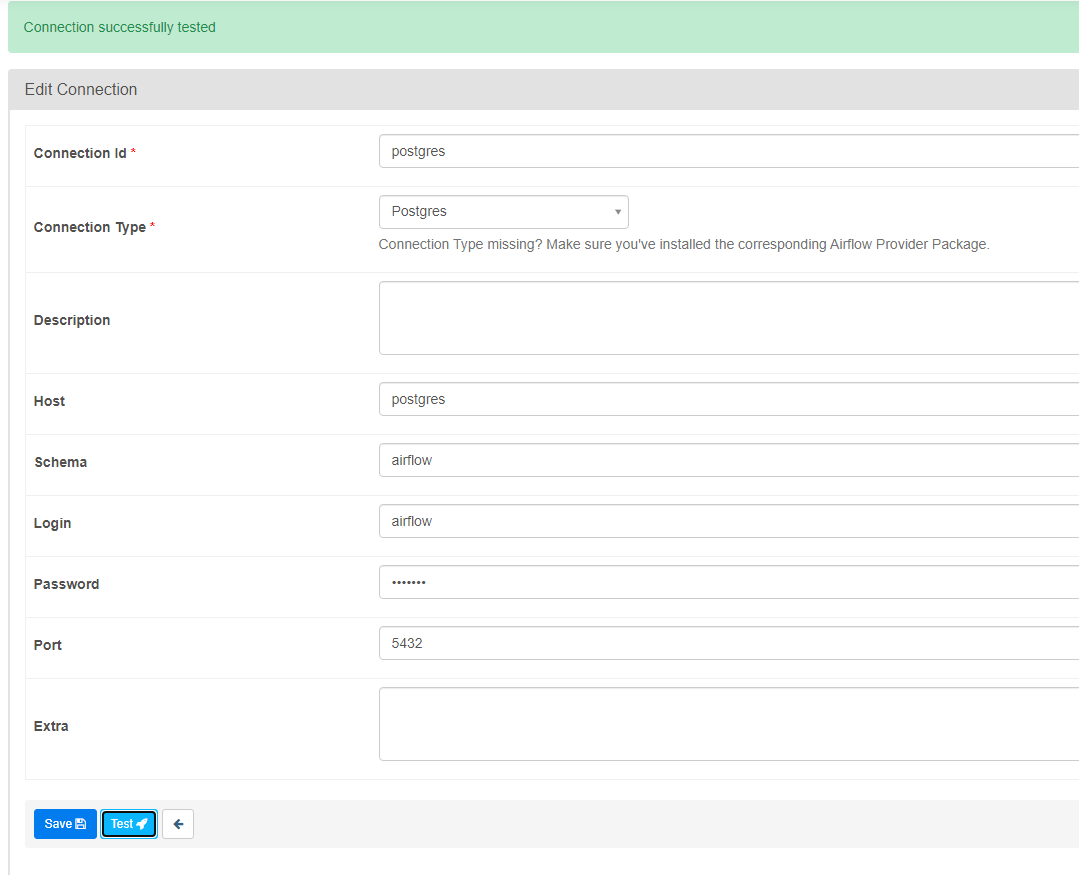 Connection successfully tested
Edit Connection
Connection Id * postgres
Connection Type * Postgres
Connection Type missing? Make sure you've installed the corresponding Airflow Provider Package.
Description
Host postgres
Schema airflow
Login airflow
Password •••••••
Port 5432
Extra
Save Test